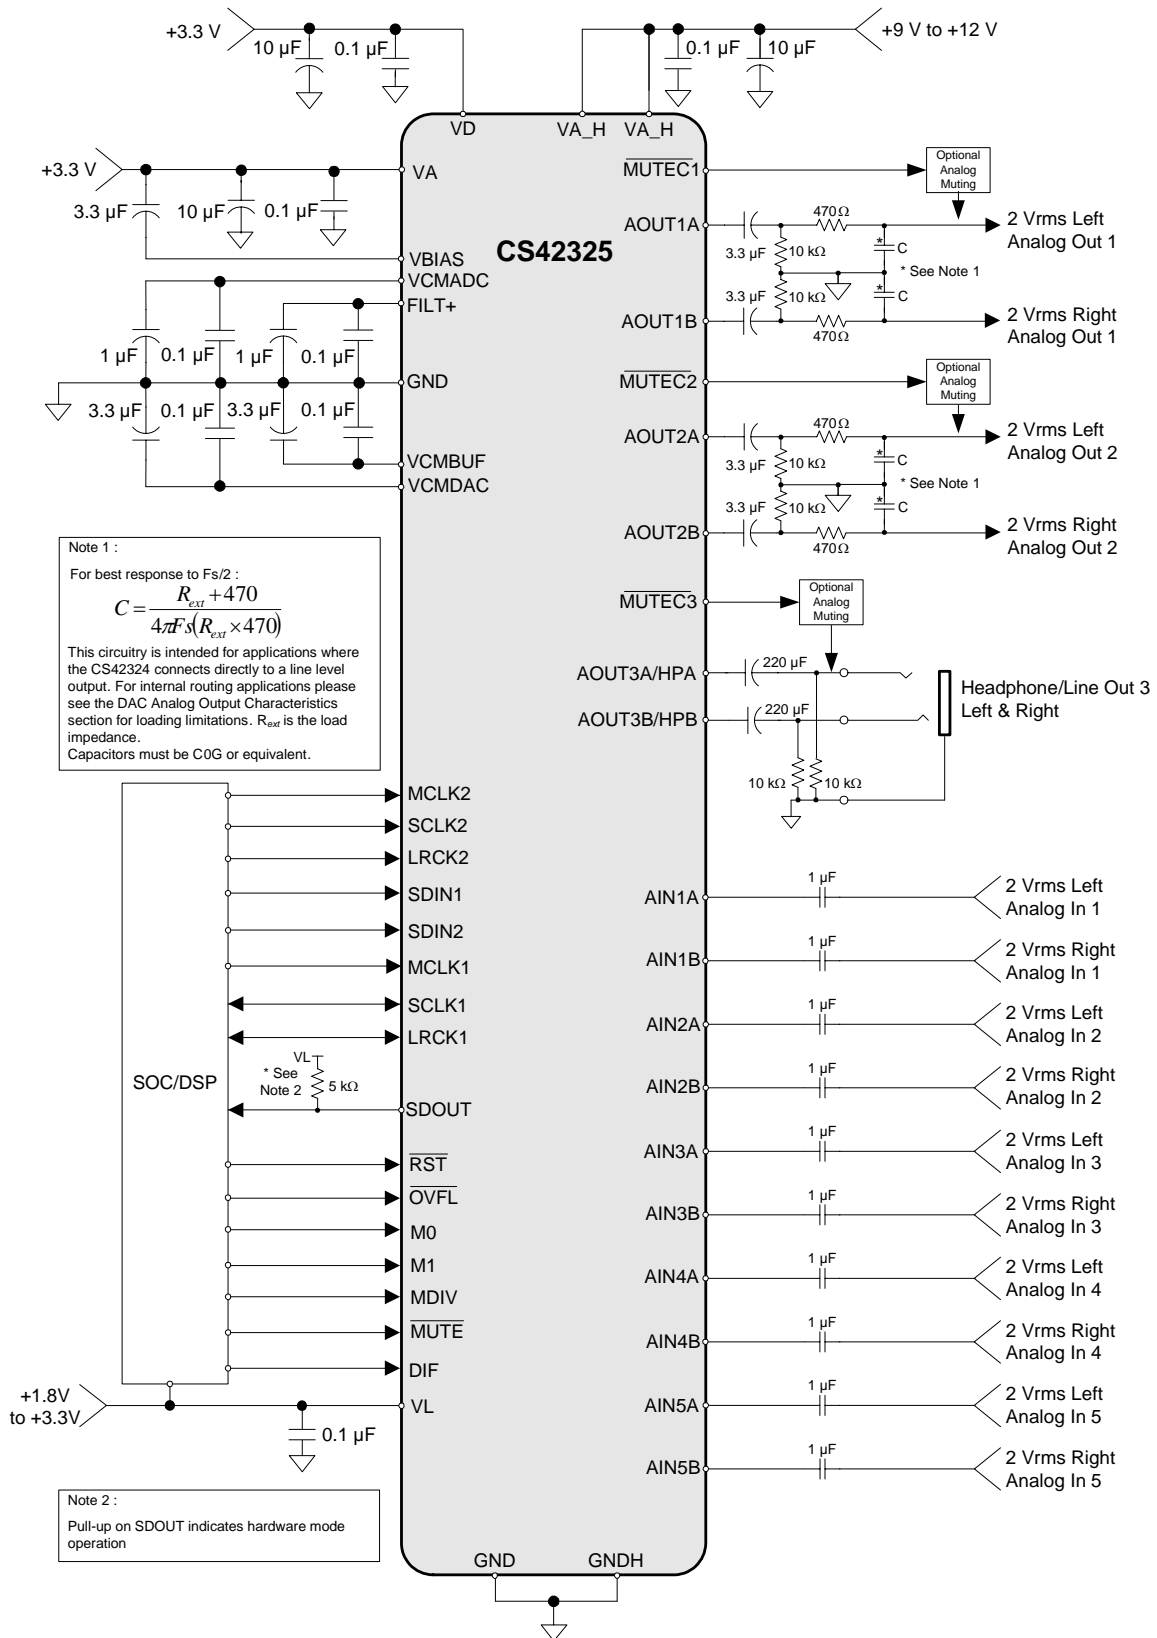 +3.3 V
10 µF
0.1 µF
0.1 µF
10 µF
+9 V to +12 V
VD
VA_H
VA_H
+3.3 V
VA
3.3 µF
10 µF
0.1 µF
VBIAS
VCMADC
FILT+
1 µF
0.1 µF
1 µF
0.1 µF
GND
3.3 µF
0.1 µF
3.3 µF
0.1 µF
VCMBUF
VCMDAC
CS42325
MUTEC1
Optional
Analog
Muting
AOUT1A
470Ω
3.3 µF
10 kΩ
C
*
2 Vrms Left
Analog Out 1
* See Note 1
3.3 µF
10 kΩ
*
C
AOUT1B
470Ω
2 Vrms Right
Analog Out 1
MUTEC2
Optional
Analog
Muting
AOUT2A
470Ω
3.3 µF
10 kΩ
*
C
2 Vrms Left
Analog Out 2
* See Note 1
3.3 µF
10 kΩ
*
C
AOUT2B
470Ω
2 Vrms Right
Analog Out 2
MUTEC3
Optional
Analog
Muting
AOUT3A/HPA
220 µF
AOUT3B/HPB
220 µF
Headphone/Line Out 3
Left & Right
10 kΩ
10 kΩ
Note 1 :
For best response to Fs/2 :
C = (R_ext + 470) / (4πFs(R_ext × 470))
This circuitry is intended for applications where
the CS42324 connects directly to a line level
output. For internal routing applications please
see the DAC Analog Output Characteristics
section for loading limitations. Rext is the load
impedance.
Capacitors must be C0G or equivalent.
SOC/DSP
MCLK2
SCLK2
LRCK2
SDIN1
SDIN2
MCLK1
SCLK1
LRCK1
VL
* See
Note 2
5 kΩ
SDOUT
RST
OVFL
M0
M1
MDIV
MUTE
DIF
+1.8V
to +3.3V
VL
0.1 µF
AIN1A
1 µF
2 Vrms Left
Analog In 1
AIN1B
1 µF
2 Vrms Right
Analog In 1
AIN2A
1 µF
2 Vrms Left
Analog In 2
AIN2B
1 µF
2 Vrms Right
Analog In 2
AIN3A
1 µF
2 Vrms Left
Analog In 3
AIN3B
1 µF
2 Vrms Right
Analog In 3
AIN4A
1 µF
2 Vrms Left
Analog In 4
AIN4B
1 µF
2 Vrms Right
Analog In 4
AIN5A
1 µF
2 Vrms Left
Analog In 5
AIN5B
1 µF
2 Vrms Right
Analog In 5
Note 2 :
Pull-up on SDOUT indicates hardware mode
operation
GND
GNDH